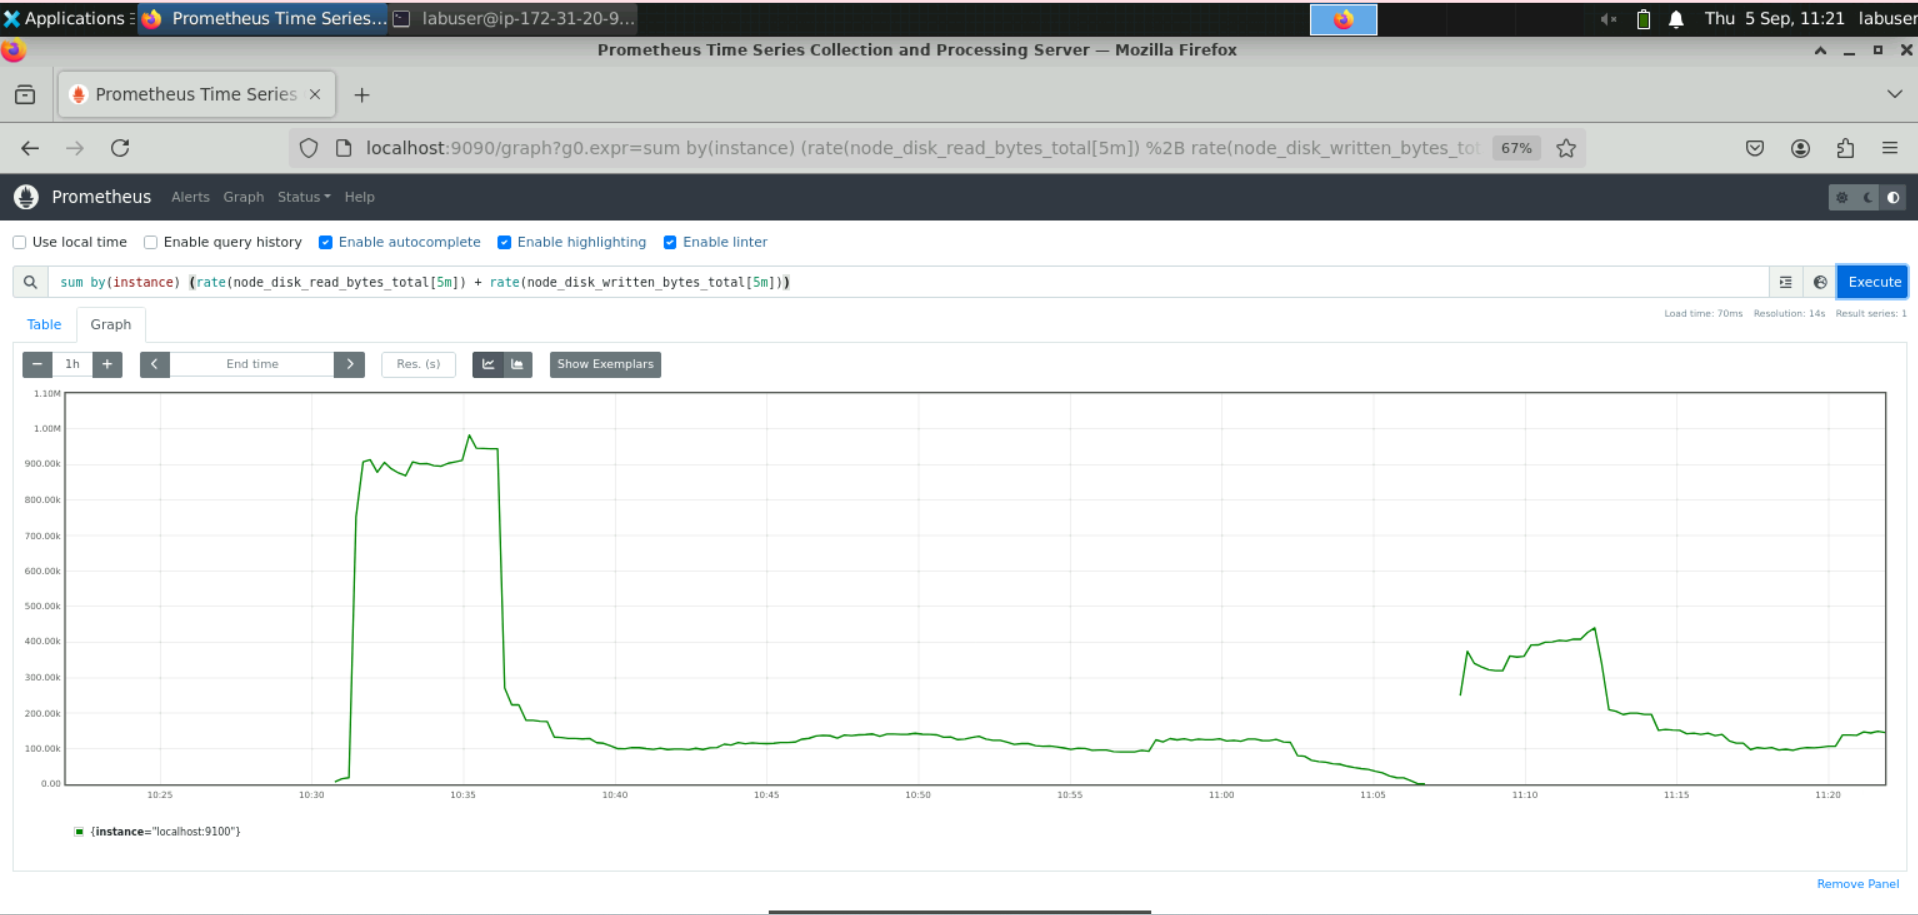 Applications
Prometheus Time Series...
labuser@ip-172-31-20-9...
Thu 5 Sep, 11:21 labuser
Prometheus Time Series Collection and Processing Server — Mozilla Firefox
Prometheus Time Series
localhost:9090/graph?g0.expr=sum by(instance) (rate(node_disk_read_bytes_total[5m]) %2B rate(node_disk_written_bytes_tot
67%
Prometheus Alerts Graph Status Help
Use local time Enable query history Enable autocomplete Enable highlighting Enable linter
sum by(instance) (rate(node_disk_read_bytes_total[5m]) + rate(node_disk_written_bytes_total[5m]))
Execute
Load time: 70ms Resolution: 14s Result series: 1
Table Graph
− 1h + End time Res. (s) Show Exemplars
1.10M
1.00M
900.00k
800.00k
700.00k
600.00k
500.00k
400.00k
300.00k
200.00k
100.00k
0.00
10:25 10:30 10:35 10:40 10:45 10:50 10:55 11:00 11:05 11:10 11:15 11:20
{instance="localhost:9100"}
Remove Panel